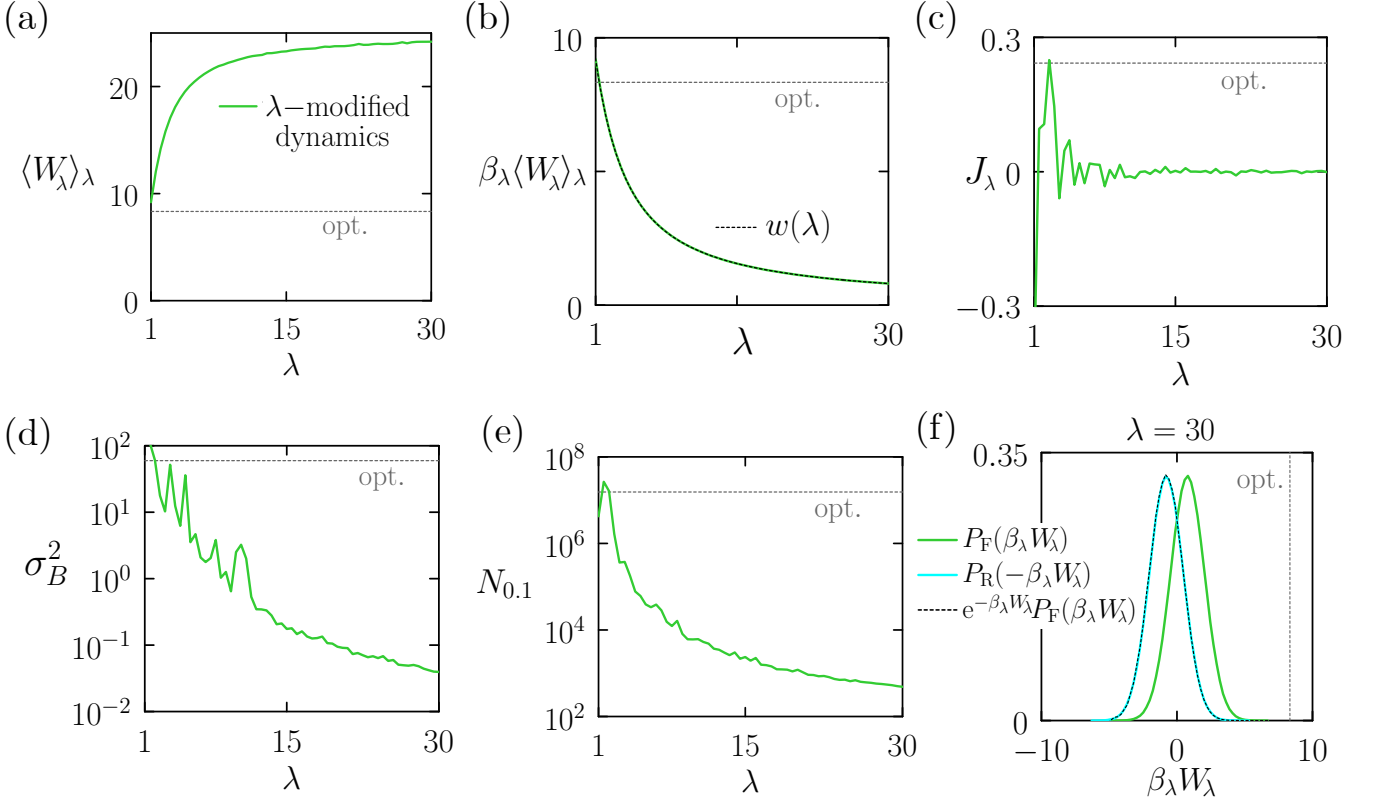 (a)
20
10
0
1
15
30
λ
⟨W_λ⟩_λ
λ−modified
dynamics
opt.
(b)
10
0
1
15
30
λ
β_λ⟨W_λ⟩_λ
opt.
w(λ)
(c)
0.3
0
−0.3
1
15
30
λ
J_λ
opt.
(d)
10^2
10^1
10^0
10^{-1}
10^{-2}
1
15
30
λ
σ_B^2
opt.
(e)
10^8
10^6
10^4
10^2
1
15
30
λ
N_{0.1}
opt.
(f)
λ = 30
0.35
0
−10
0
10
β_λW_λ
opt.
P_F(β_λW_λ)
P_R(−β_λW_λ)
e^{−β_λW_λ}P_F(β_λW_λ)